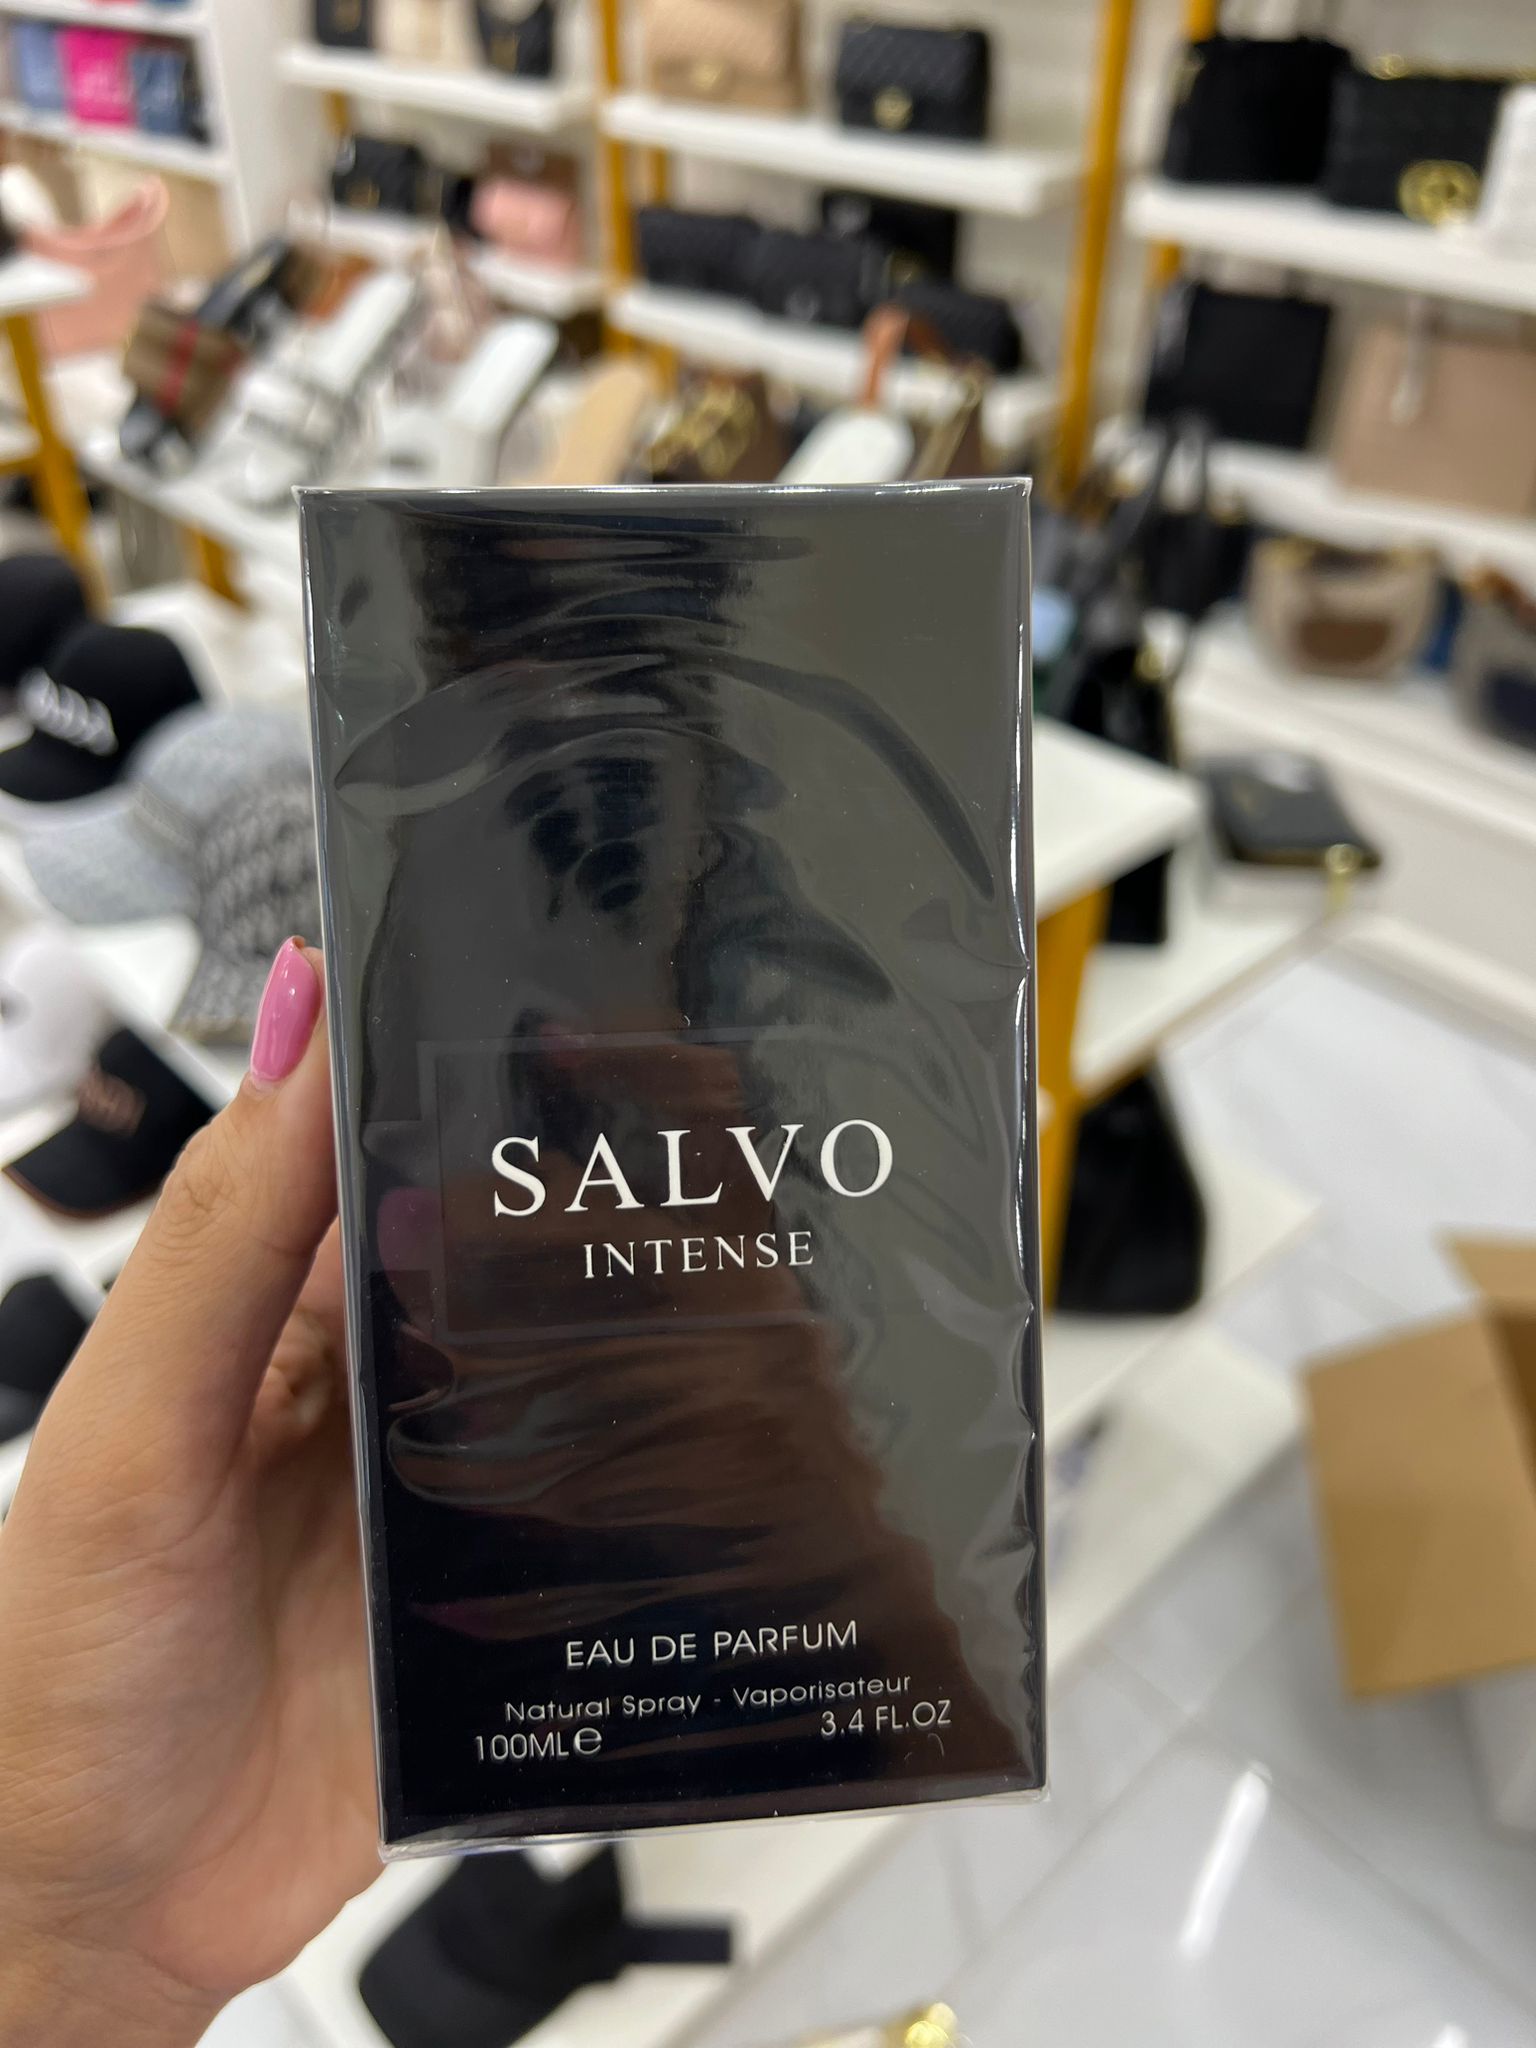 SALVO
INTENSE
EAU DE PARFUM
Natural Spray - Vaporisateur
100ML℮ 3.4 FL.OZ